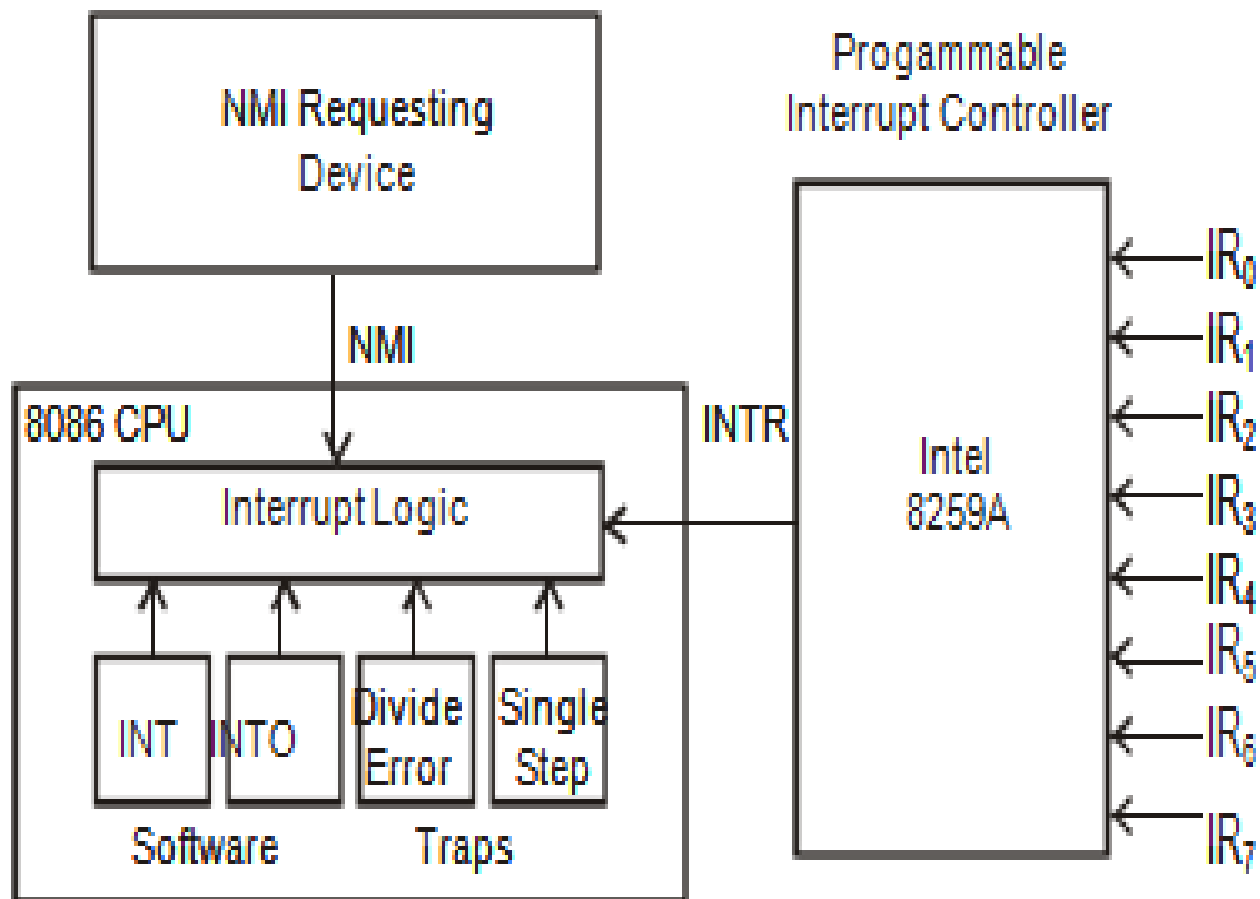 NMI Requesting
Device
Progammable
Interrupt Controller
NMI
8086 CPU
INTR
Interrupt Logic
Intel
8259A
IR0
IR1
IR2
IR3
IR4
IR5
IR6
IR7
INT
INTO
Divide
Error
Single
Step
Software
Traps